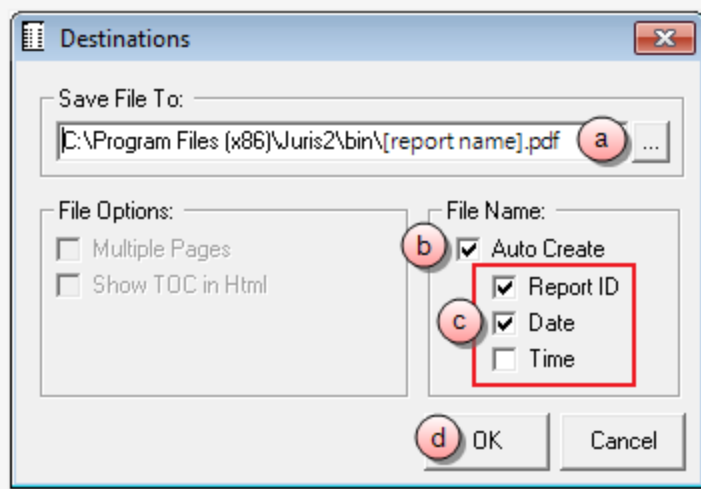 Destinations
Save File To:
C:\Program Files (x86)\Juris2\bin\[report name].pdf
a
...
File Options:
Multiple Pages
Show TOC in Html
File Name:
b
Auto Create
Report ID
c
Date
Time
d
OK
Cancel